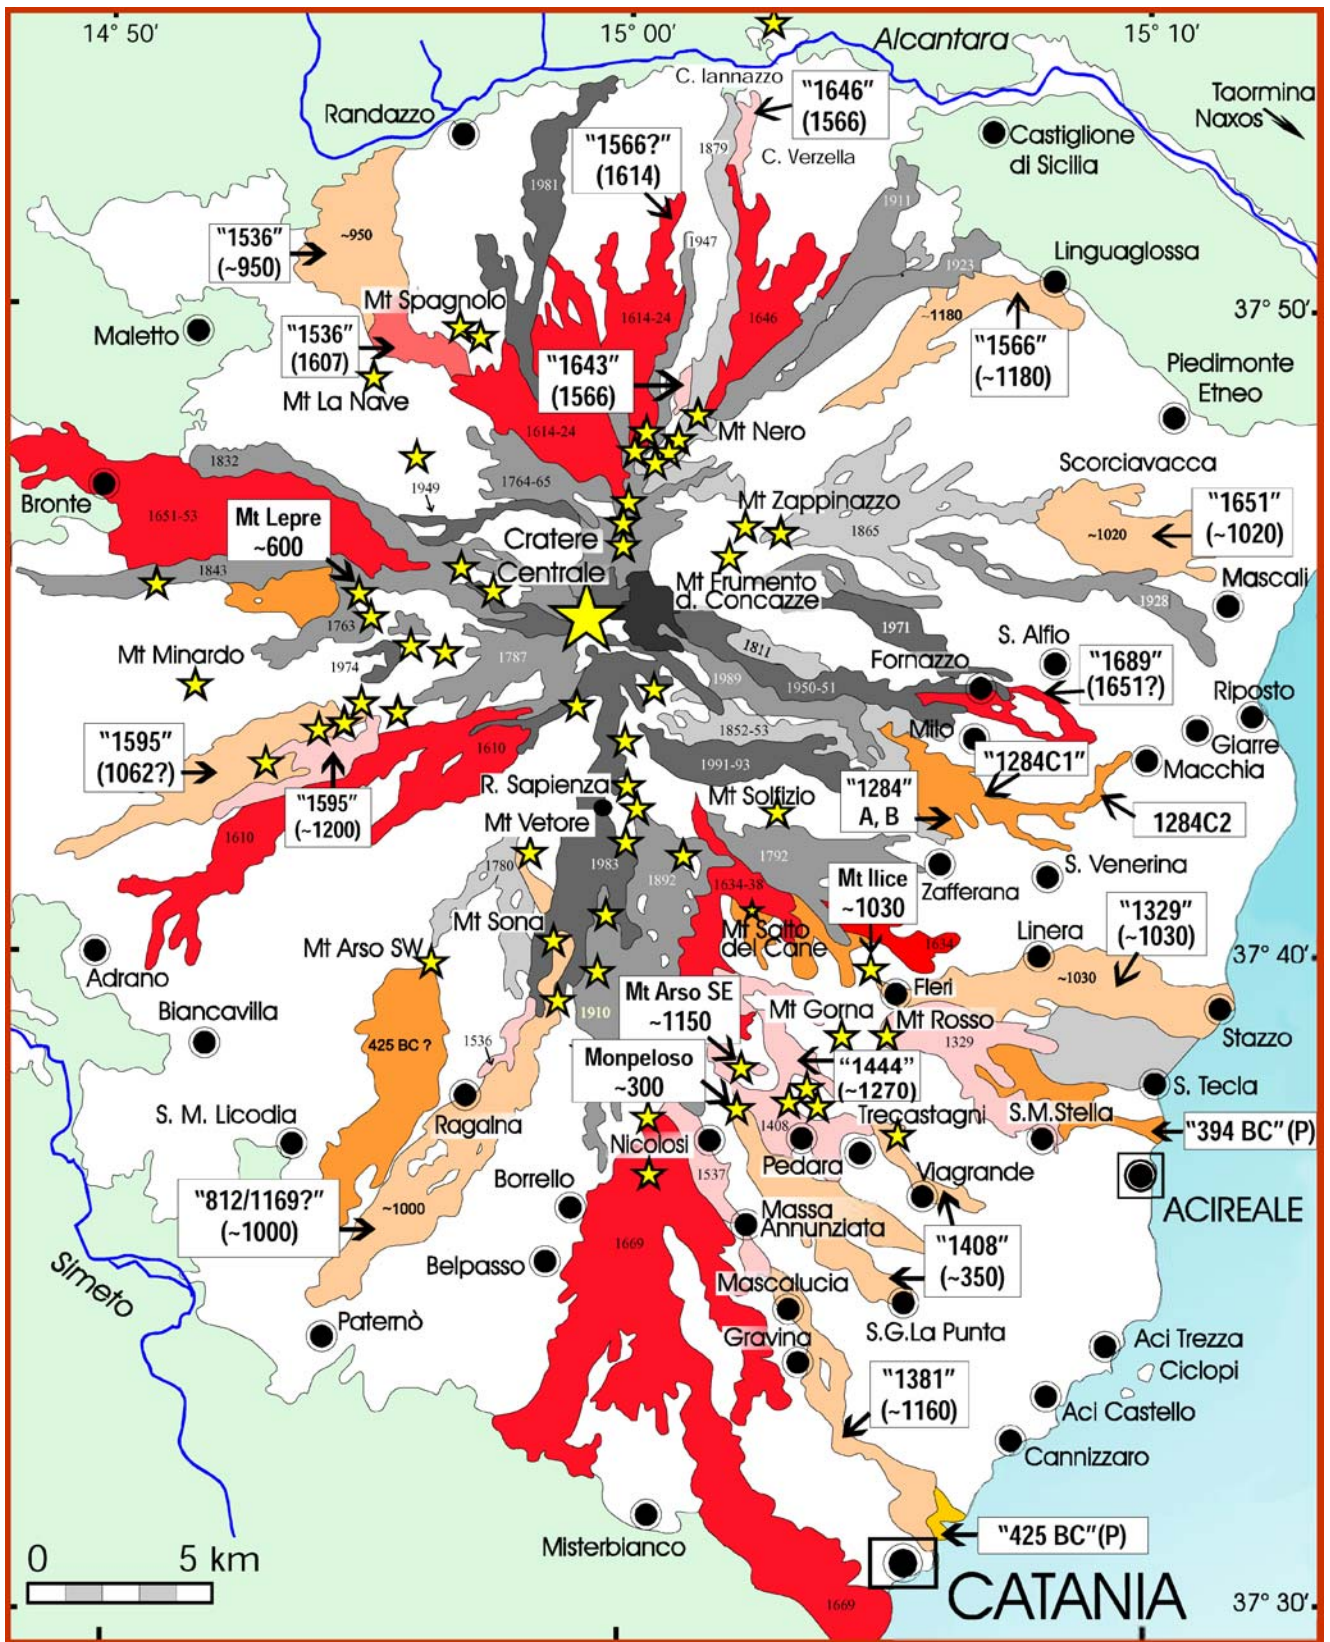 14° 50'
15° 00'
15° 10'
Alcantara
C. Iannazzo
"1646"
(1566)
Taormina
Naxos
Randazzo
Castiglione
di Sicilia
"1566?"
(1614)
1879
C. Verzella
1981
1911
"1536"
(~950)
~950
1947
1923
Linguaglossa
Mt Spagnolo
37° 50'
Maletto
"1536"
(1607)
1614-24
1646
~1180
"1566"
(~1180)
"1643"
(1566)
Piedimonte
Etneo
Mt La Nave
1614-24
Mt Nero
1832
Scorciavacca
1764-65
1949
Bronte
1651-53
Mt Lepre
~600
Mt Zappinazzo
1865
"1651"
(~1020)
~1020
Cratere
Centrale
1843
Mt Frumento
d. Concazze
Mascali
1928
1763
1971
S. Alfio
Mt Minardo
1974
1787
1811
Fornazzo
"1689"
(1651?)
1989
1950-51
Riposto
"1595"
(1062?)
1610
1852-53
Milo
Giarre
1991-93
"1284C1"
Macchia
R. Sapienza
"1284"
A, B
"1595"
(~1200)
Mt Solfizio
1284C2
1610
Mt Vetore
1780
1983
1892
1792
Zafferana
S. Venerina
1634-38
Mt Ilice
~1030
Mt Sona
Mt Salto
del Cane
"1329"
(~1030)
Mt Arso SW
1634
Linera
37° 40'
Adrano
Fleri
~1030
Biancavilla
Mt Arso SE
~1150
Mt Gorna
Mt Rosso
1910
Stazzo
425 BC ?
1536
1329
Monpeloso
~300
"1444"
(~1270)
S. Tecla
S. M. Licodia
Ragalna
Trecastagni
S.M.Stella
1408
"394 BC" (P)
Nicolosi
Pedara
1537
Viagrande
"812/1169?"
(~1000)
~1000
Borrello
ACIREALE
Massa
Annunziata
1669
"1408"
(~350)
Belpasso
Simeto
Mascalucia
Paternò
Gravina
S.G.La Punta
Aci Trezza
Ciclopi
"1381"
(~1160)
Aci Castello
Cannizzaro
"425 BC"(P)
Misterbianco
0 5 km
CATANIA
1669
37° 30'